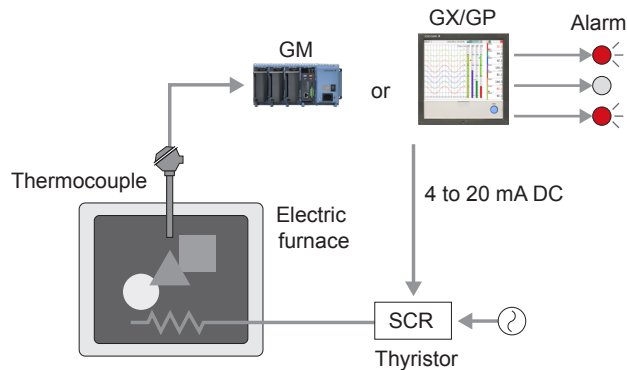 GX/GP
Alarm
GM
or
Thermocouple
Electric
furnace
4 to 20 mA DC
SCR
Thyristor